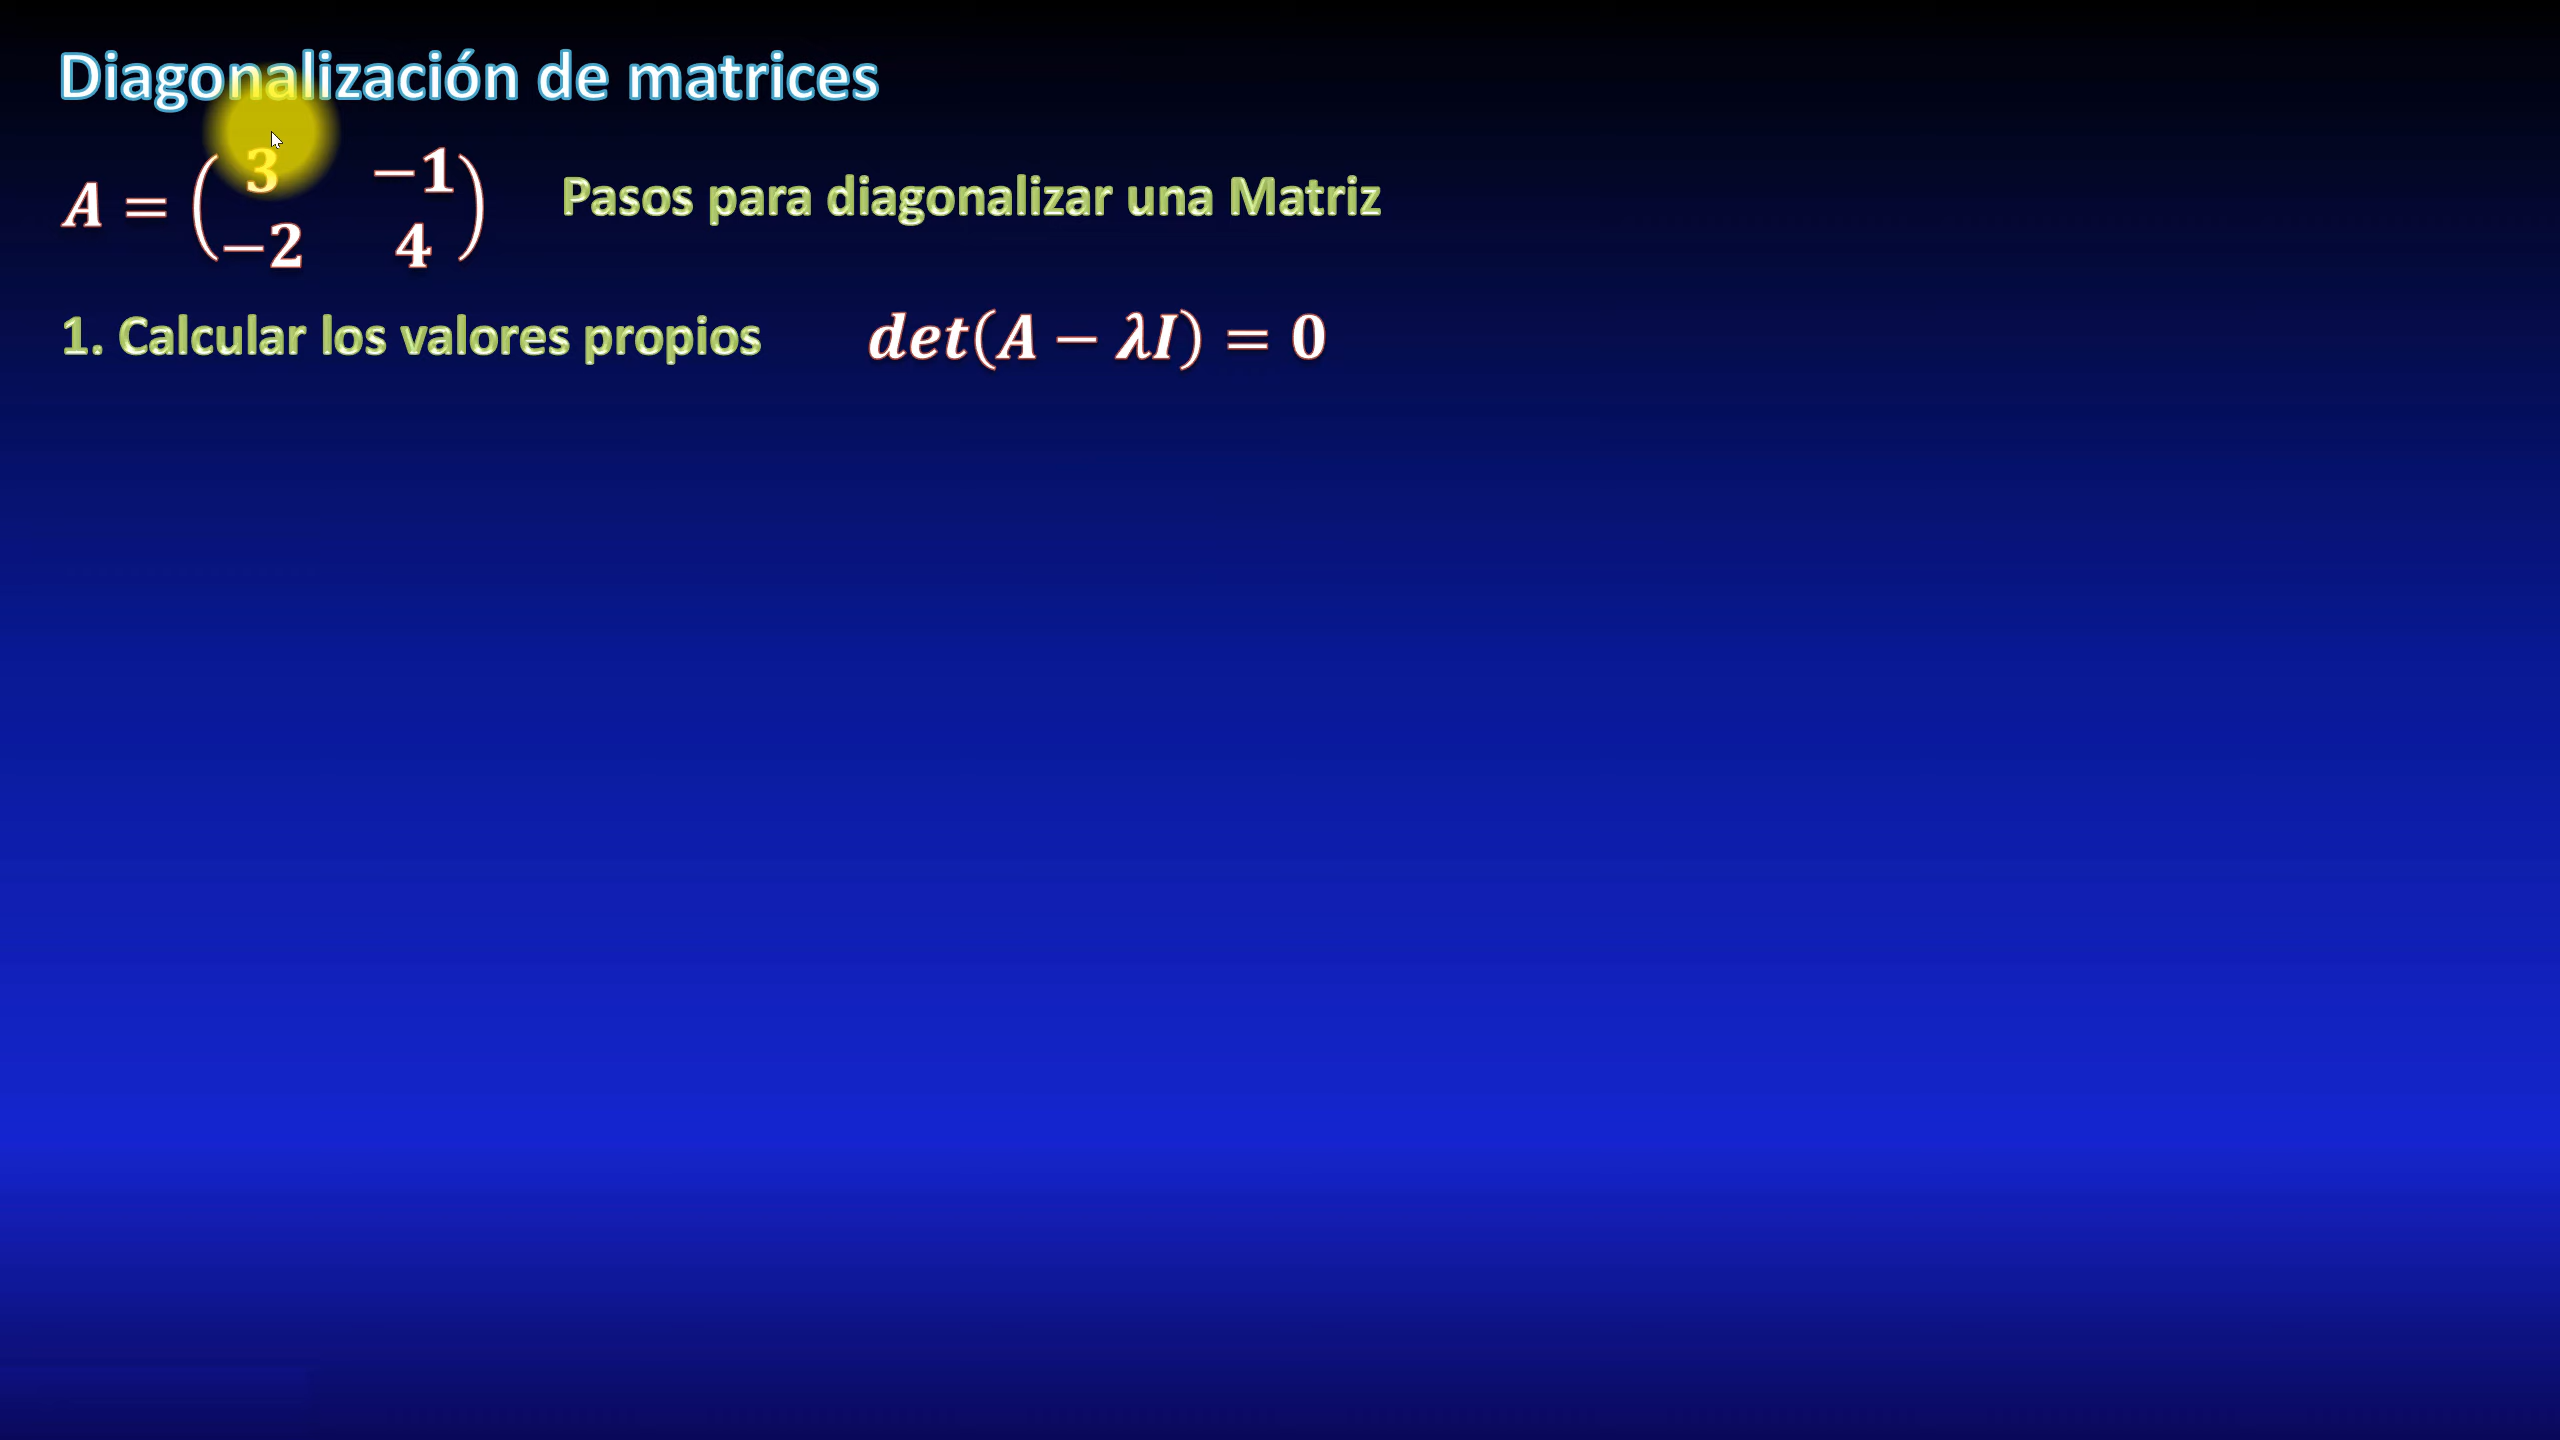 Diagonalización de matrices
A = ( 3 −1
−2 4 ) Pasos para diagonalizar una Matriz
1. Calcular los valores propios det(A − λI) = 0